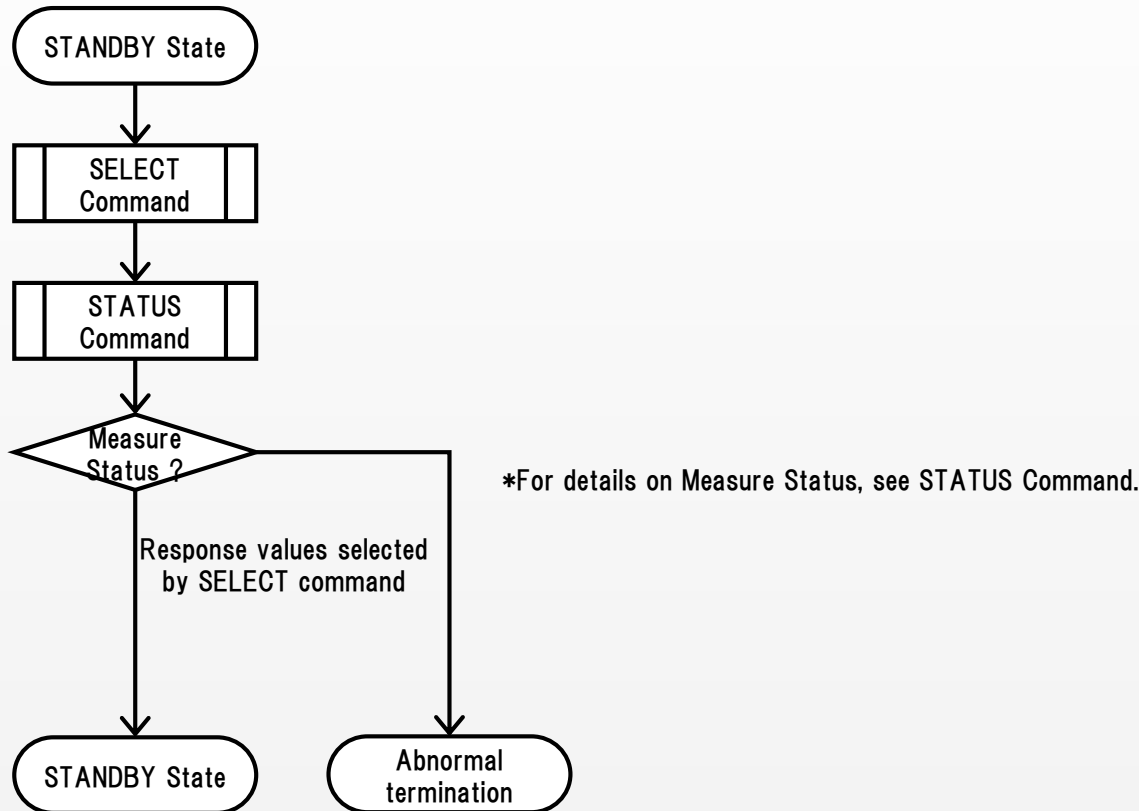 STANDBY State
SELECT
Command
STATUS
Command
Measure
Status ?
*For details on Measure Status, see STATUS Command.
Response values selected
by SELECT command
STANDBY State
Abnormal
termination